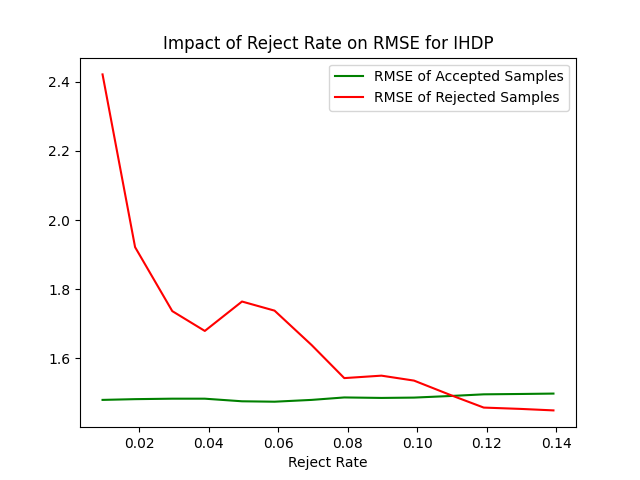 Impact of Reject Rate on RMSE for IHDP
RMSE of Accepted Samples
RMSE of Rejected Samples
2.4
2.2
2.0
1.8
1.6
0.02 0.04 0.06 0.08 0.10 0.12 0.14
Reject Rate